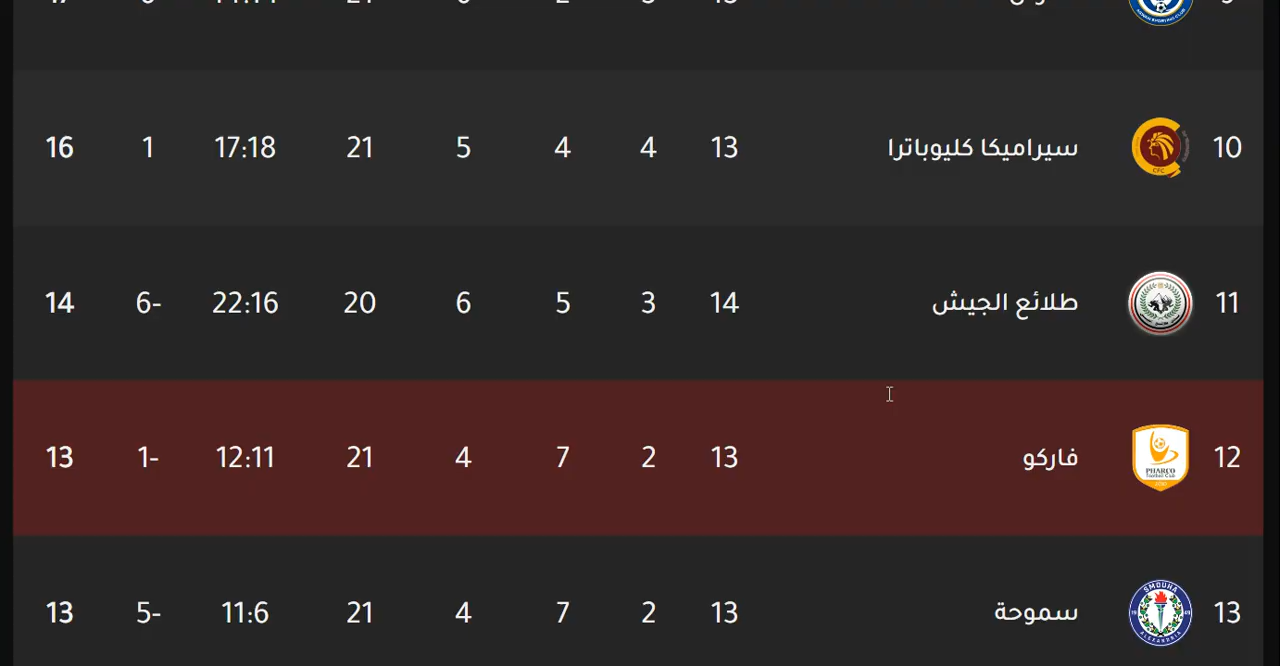 10 سيراميكا كليوباترا 13 4 4 5 21 17:18 1 16
11 طلائع الجيش 14 3 5 6 20 22:16 6- 14
12 PHARCO فاركو 13 2 7 4 21 12:11 1- 13
13 SMOUHA سموحة 13 2 7 4 21 11:6 5- 13